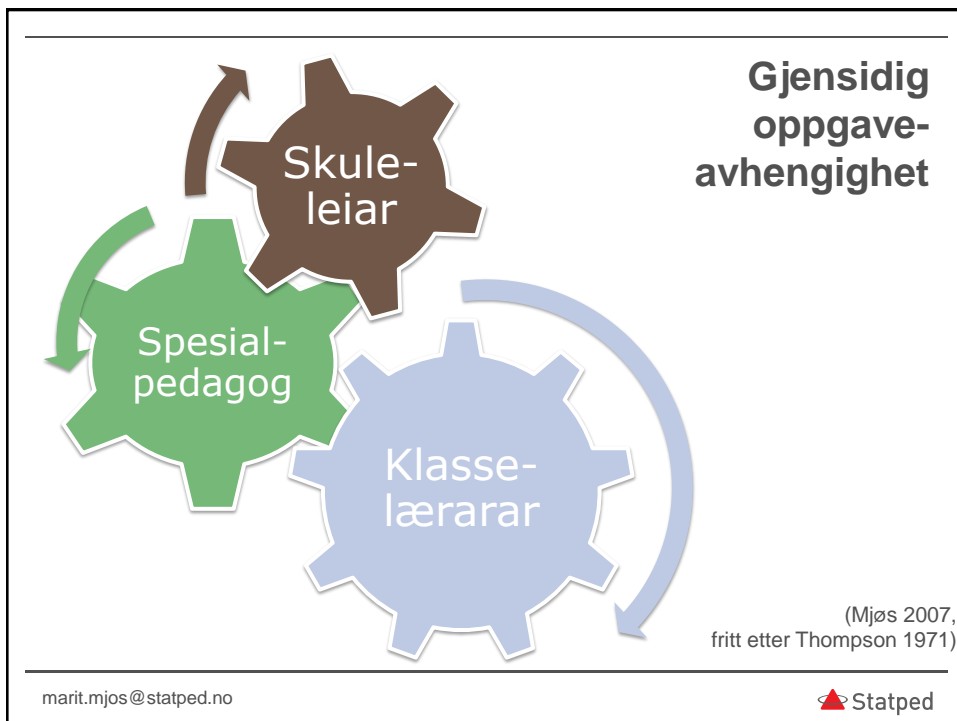 Gjensidig
oppgave-
avhengighet
Skule-
leiar
Spesial-
pedagog
Klasse-
lærarar
(Mjøs 2007,
fritt etter Thompson 1971)
marit.mjos@statped.no
Statped